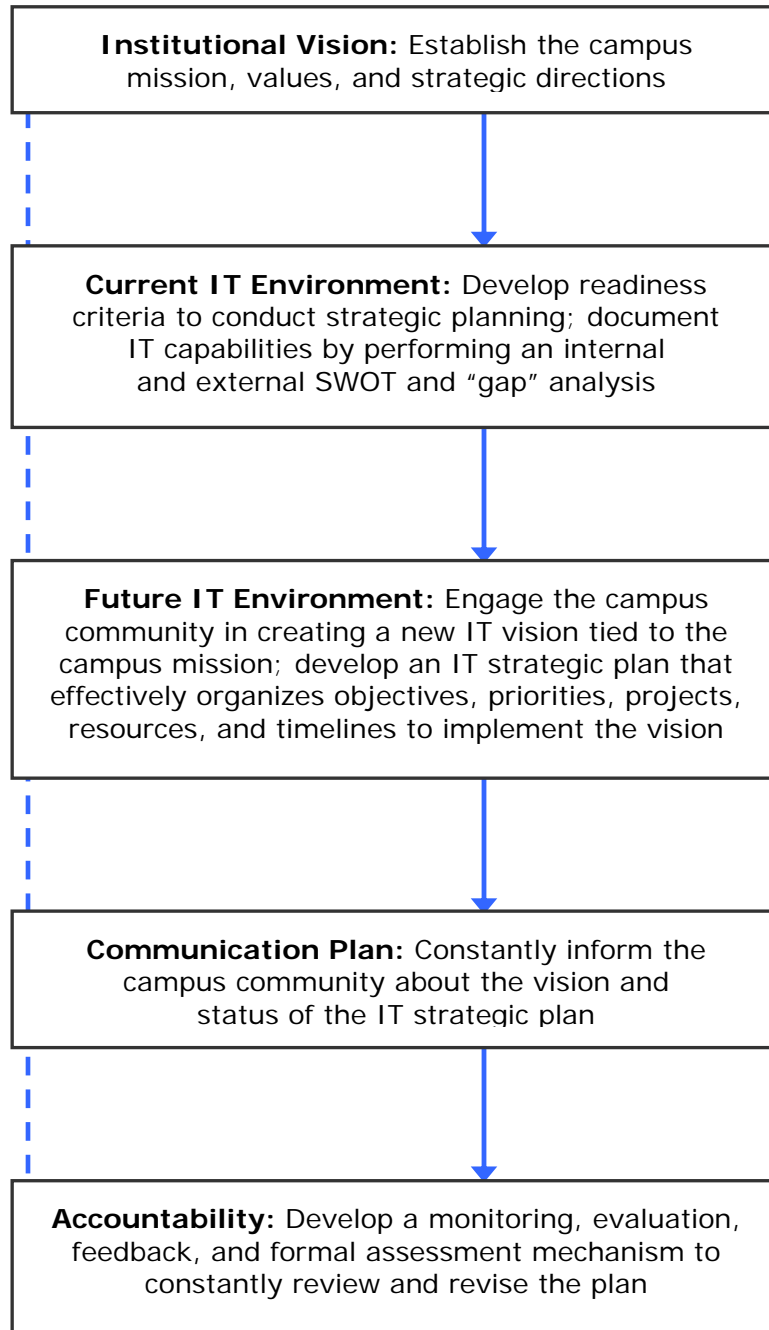 Institutional Vision: Establish the campus
mission, values, and strategic directions
Current IT Environment: Develop readiness
criteria to conduct strategic planning; document
IT capabilities by performing an internal
and external SWOT and “gap” analysis
Future IT Environment: Engage the campus
community in creating a new IT vision tied to the
campus mission; develop an IT strategic plan that
effectively organizes objectives, priorities, projects,
resources, and timelines to implement the vision
Communication Plan: Constantly inform the
campus community about the vision and
status of the IT strategic plan
Accountability: Develop a monitoring, evaluation,
feedback, and formal assessment mechanism to
constantly review and revise the plan